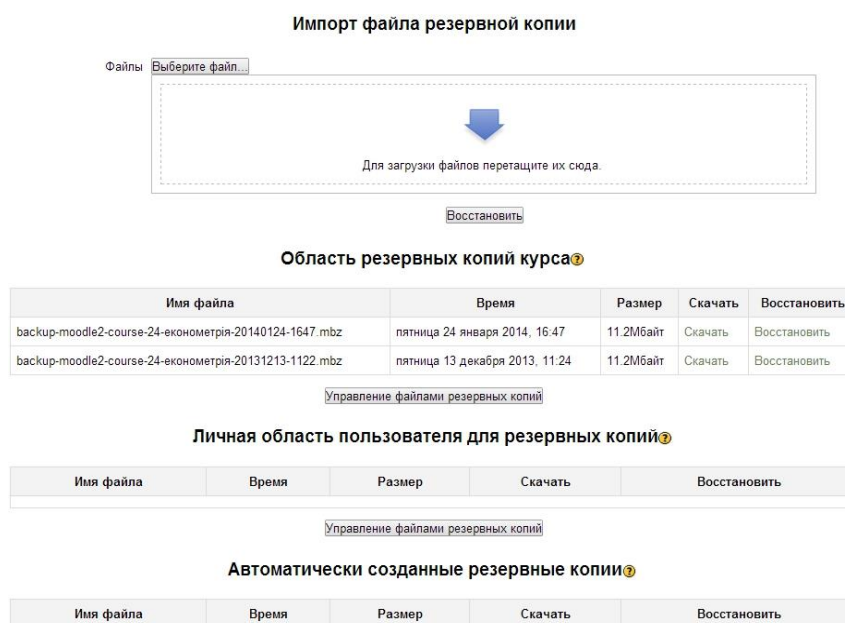 Импорт файла резервной копии
Файлы Выберите файл...
Для загрузки файлов перетащите их сюда.
Восстановить
Область резервных копий курса
Имя файла Время Размер Скачать Восстановить
backup-moodle2-course-24-економетрія-20140124-1647.mbz пятница 24 января 2014, 16:47 11.2Мбайт Скачать Восстановить
backup-moodle2-course-24-економетрія-20131213-1122.mbz пятница 13 декабря 2013, 11:24 11.2Мбайт Скачать Восстановить
Управление файлами резервных копий
Личная область пользователя для резервных копий
Имя файла Время Размер Скачать Восстановить
Управление файлами резервных копий
Автоматически созданные резервные копии
Имя файла Время Размер Скачать Восстановить